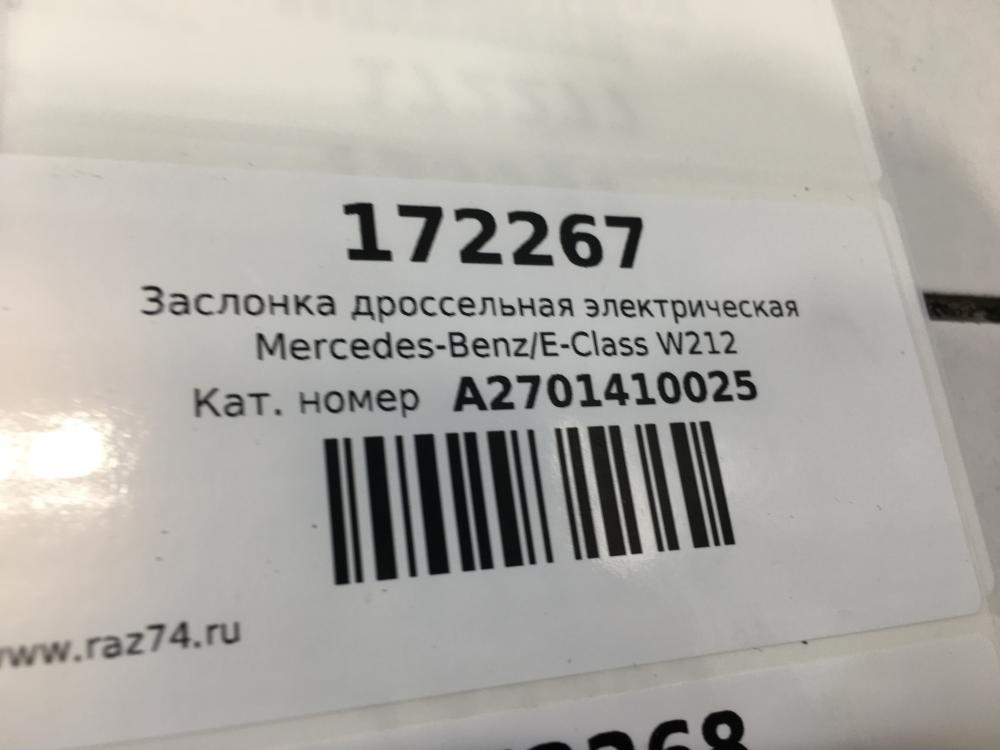 172267
Заслонка дроссельная электрическая
Mercedes-Benz/E-Class W212
Кат. номер A2701410025
www.raz74.ru